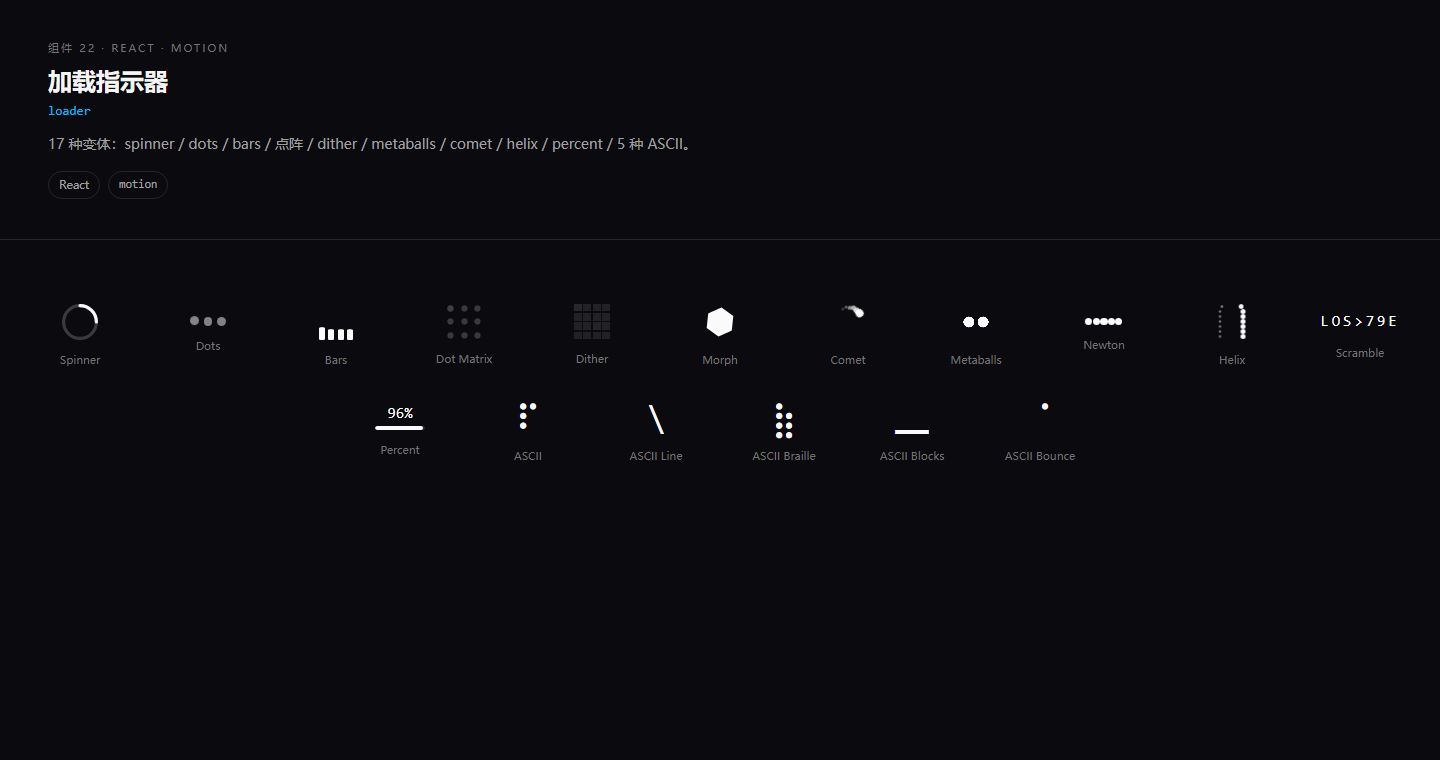 组件 22 · REACT · MOTION
加载指示器
loader
17 种变体：spinner / dots / bars / 点阵 / dither / metaballs / comet / helix / percent / 5 种 ASCII。
React motion
LOS>79E
Spinner Dots Bars Dot Matrix Dither Morph Comet Metaballs Newton Helix Scramble
96%
Percent ASCII ASCII Line ASCII Braille ASCII Blocks ASCII Bounce